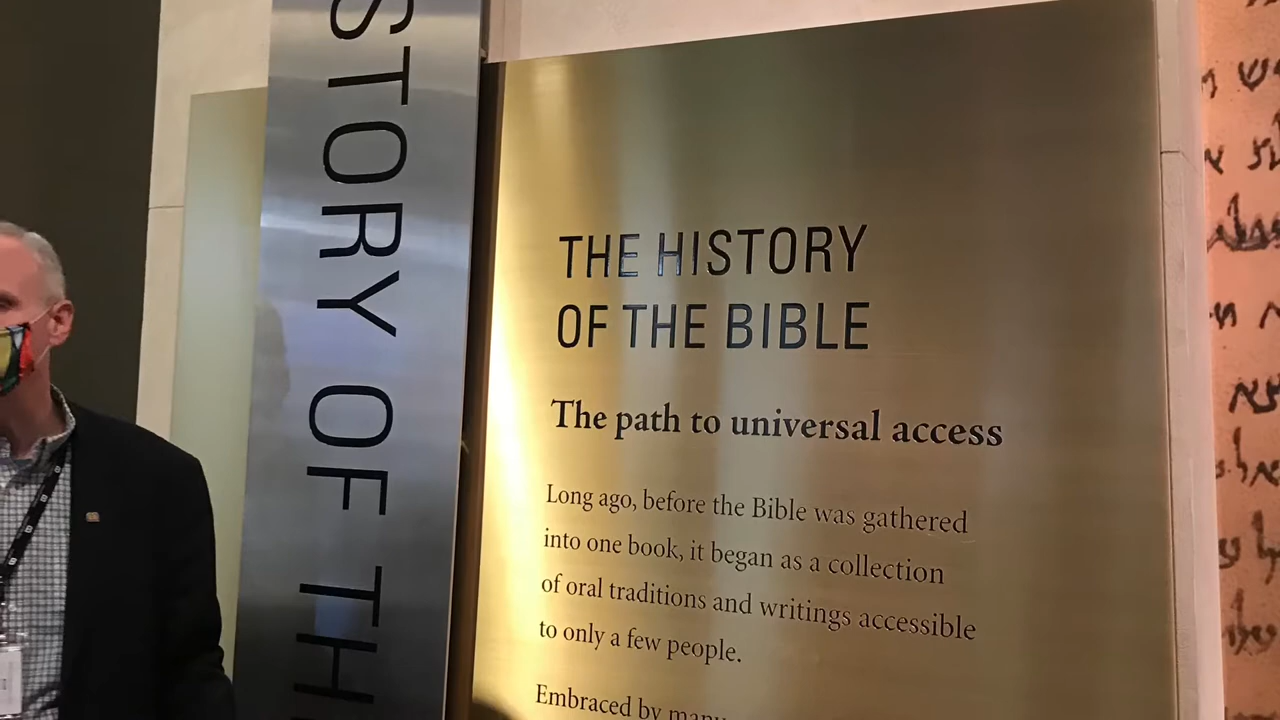 STORY OF TH
THE HISTORY
OF THE BIBLE
The path to universal access
Long ago, before the Bible was gathered
into one book, it began as a collection
of oral traditions and writings accessible
to only a few people.
Embraced by many